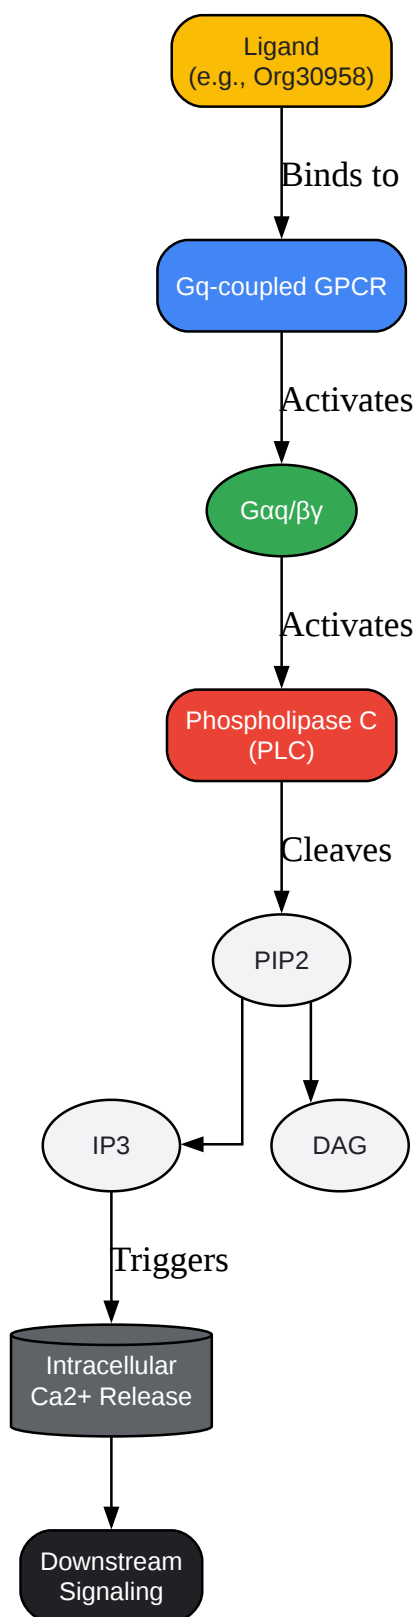 Ligand
(e.g., Org30958)
Binds to
Gq-coupled GPCR
Activates
Gαq/βγ
Activates
Phospholipase C
(PLC)
Cleaves
PIP2
IP3
DAG
Triggers
Intracellular
Ca2+ Release
Downstream
Signaling